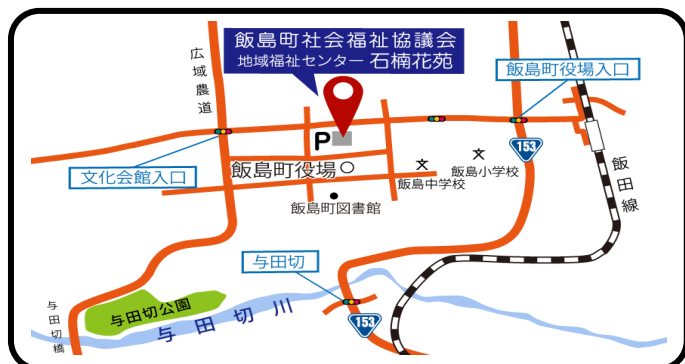 飯島町社会福祉協議会
地域福祉センター 石楠花苑
広域農道
飯島町役場入口
P
153
文化会館入口
飯島町役場
文
文
飯島小学校
飯島中学校
飯島町図書館
飯田線
与田切
与田切公園
与田切川
与田切橋
153